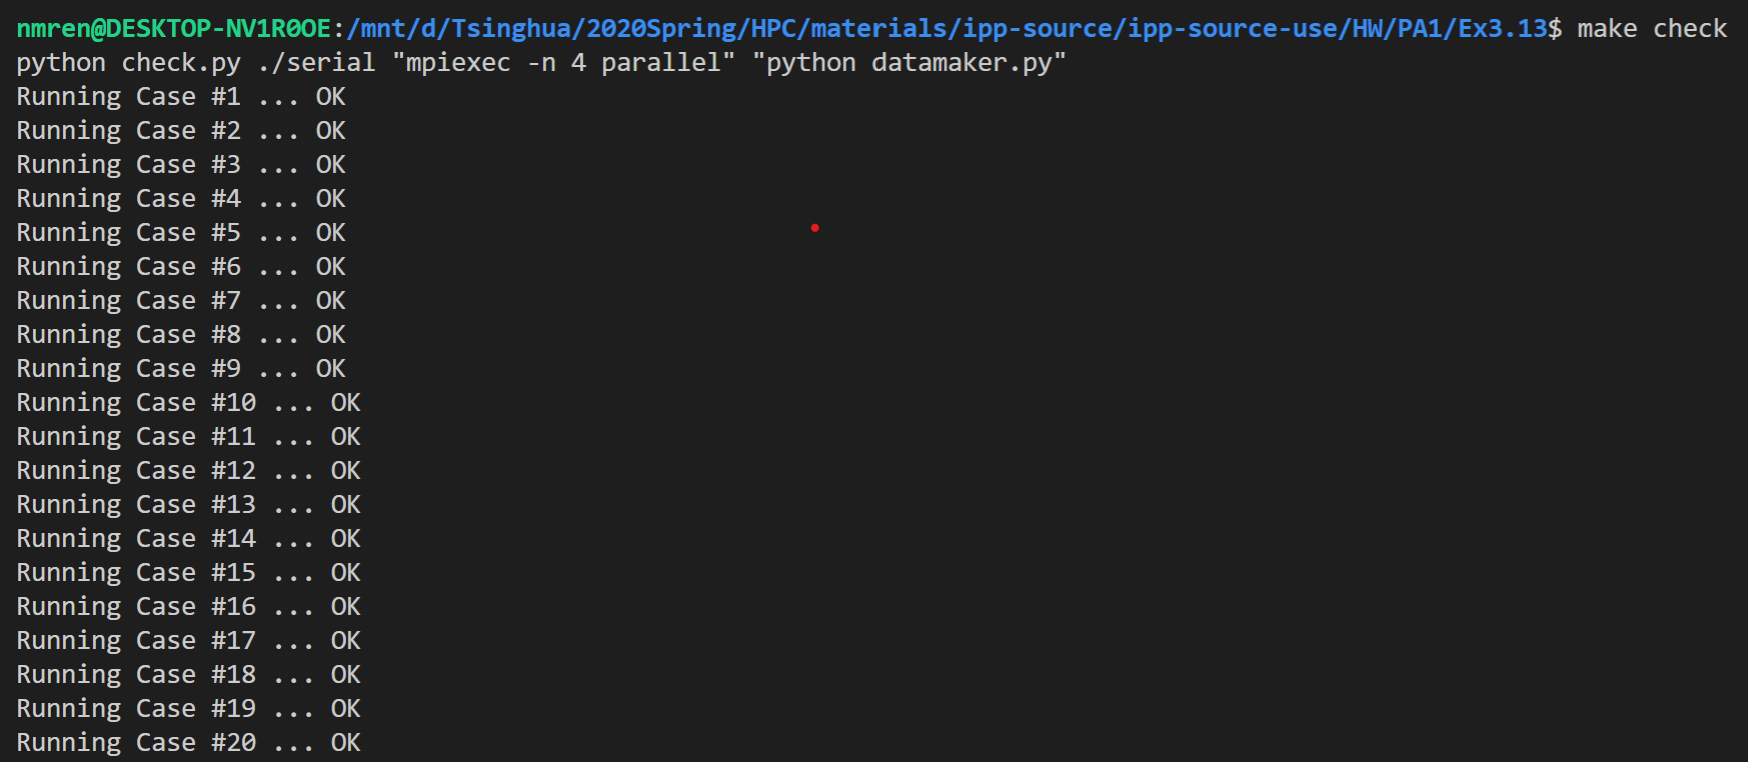 nmren@DESKTOP-NV1R0OE:/mnt/d/Tsinghua/2020Spring/HPC/materials/ipp-source/ipp-source-use/HW/PA1/Ex3.13$ make check
python check.py ./serial "mpiexec -n 4 parallel" "python datamaker.py"
Running Case #1 ... OK
Running Case #2 ... OK
Running Case #3 ... OK
Running Case #4 ... OK
Running Case #5 ... OK
Running Case #6 ... OK
Running Case #7 ... OK
Running Case #8 ... OK
Running Case #9 ... OK
Running Case #10 ... OK
Running Case #11 ... OK
Running Case #12 ... OK
Running Case #13 ... OK
Running Case #14 ... OK
Running Case #15 ... OK
Running Case #16 ... OK
Running Case #17 ... OK
Running Case #18 ... OK
Running Case #19 ... OK
Running Case #20 ... OK